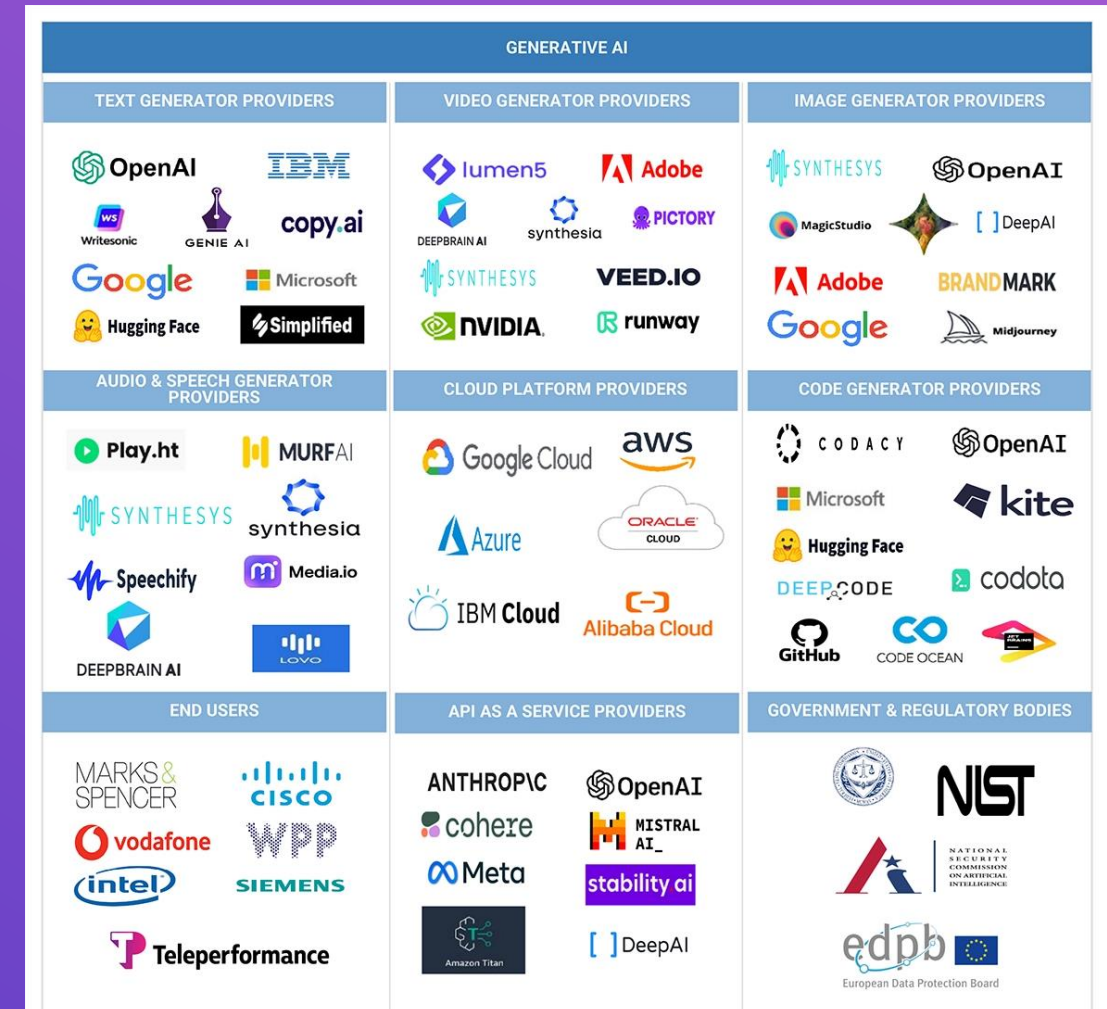 GENERATIVE AI
TEXT GENERATOR PROVIDERS
OpenAI
IBM
WS
Writesonic
GENIE AI
copy.ai
Google
Microsoft
Hugging Face
Simplified
VIDEO GENERATOR PROVIDERS
lumen5
Adobe
DEEPBRAIN AI
synthesia
PICTORY
SYNTHESYS
VEED.IO
NVIDIA.
runway
IMAGE GENERATOR PROVIDERS
SYNTHESYS
OpenAI
MagicStudio
[ ] DeepAI
Adobe
BRANDMARK
Google
Midjourney
AUDIO & SPEECH GENERATOR
PROVIDERS
Play.ht
MURFAI
SYNTHESYS
synthesia
Speechify
m
Media.io
DEEPBRAIN AI
LOVO
CLOUD PLATFORM PROVIDERS
Google Cloud
aws
Azure
ORACLE
CLOUD
IBM Cloud
Alibaba Cloud
CODE GENERATOR PROVIDERS
CODACY
OpenAI
Microsoft
kite
Hugging Face
DEEPCODE
codota
GitHub
CODE OCEAN
JET
BRAINS
END USERS
MARKS &
SPENCER
CISCO
vodafone
WPP
intel
SIEMENS
Teleperformance
API AS A SERVICE PROVIDERS
ANTHROP\C
OpenAI
cohere
MISTRAL
AI_
Meta
stability ai
T
Amazon Titan
[ ] DeepAI
GOVERNMENT & REGULATORY BODIES
NIST
NATIONAL
SECURITY
COMMISSION
ON ARTIFICIAL
INTELLIGENCE
edpb
European Data Protection Board